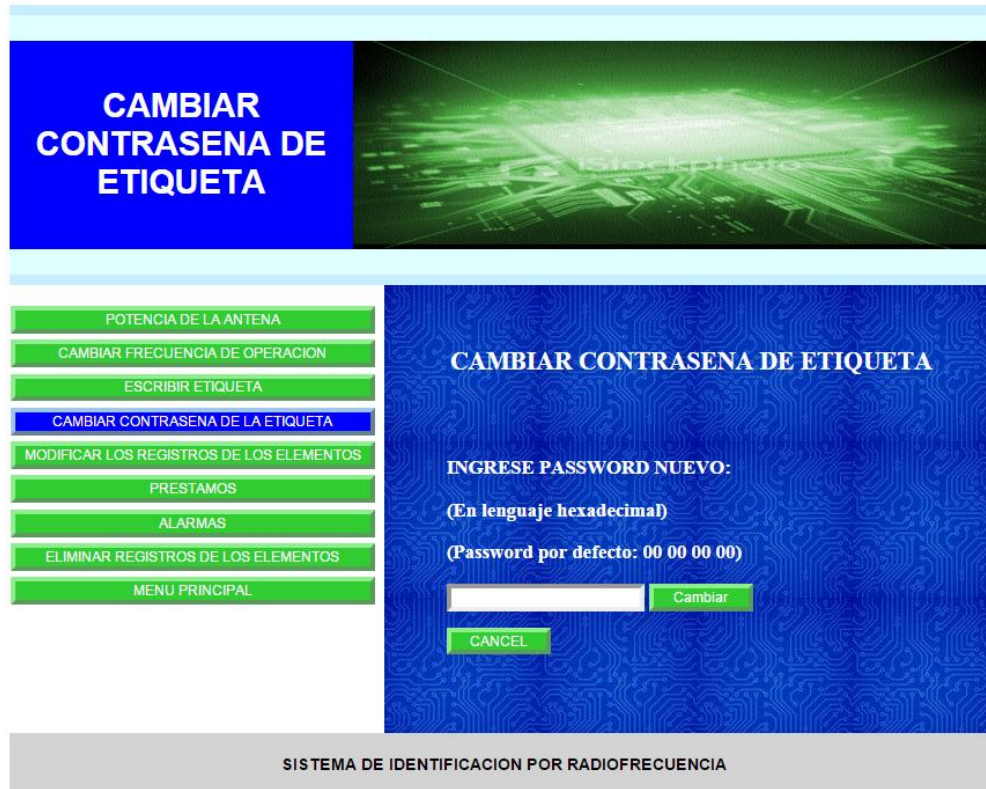 CAMBIAR
CONTRASENA DE
ETIQUETA
iStockphoto
POTENCIA DE LA ANTENA
CAMBIAR FRECUENCIA DE OPERACION
ESCRIBIR ETIQUETA
CAMBIAR CONTRASENA DE LA ETIQUETA
MODIFICAR LOS REGISTROS DE LOS ELEMENTOS
PRESTAMOS
ALARMAS
ELIMINAR REGISTROS DE LOS ELEMENTOS
MENU PRINCIPAL
CAMBIAR CONTRASENA DE ETIQUETA
INGRESE PASSWORD NUEVO:
(En lenguaje hexadecimal)
(Password por defecto: 00 00 00 00)
Cambiar
CANCEL
SISTEMA DE IDENTIFICACION POR RADIOFRECUENCIA